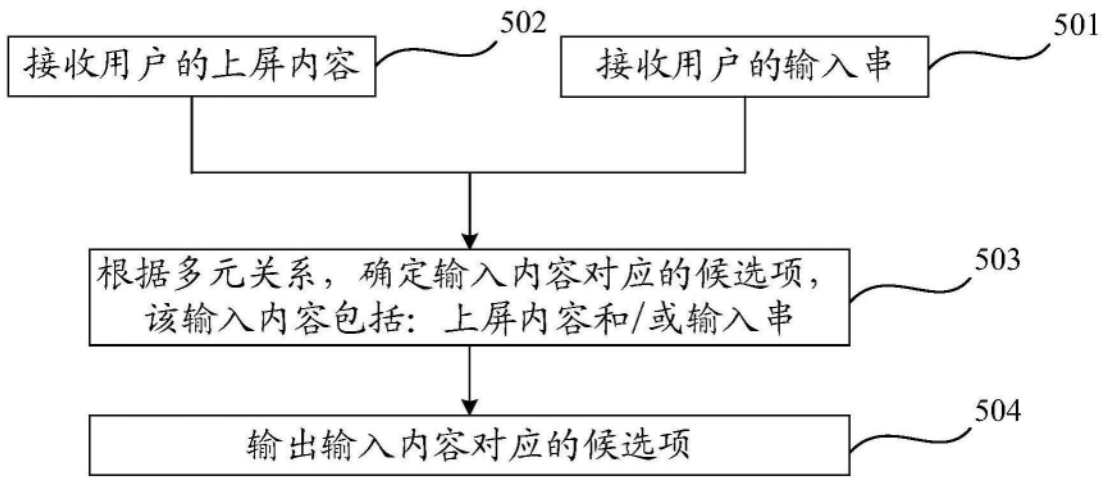 502
501
接收用户的上屏内容
接收用户的输入串
根据多元关系，确定输入内容对应的候选项，
该输入内容包括：上屏内容和/或输入串
503
输出输入内容对应的候选项
504